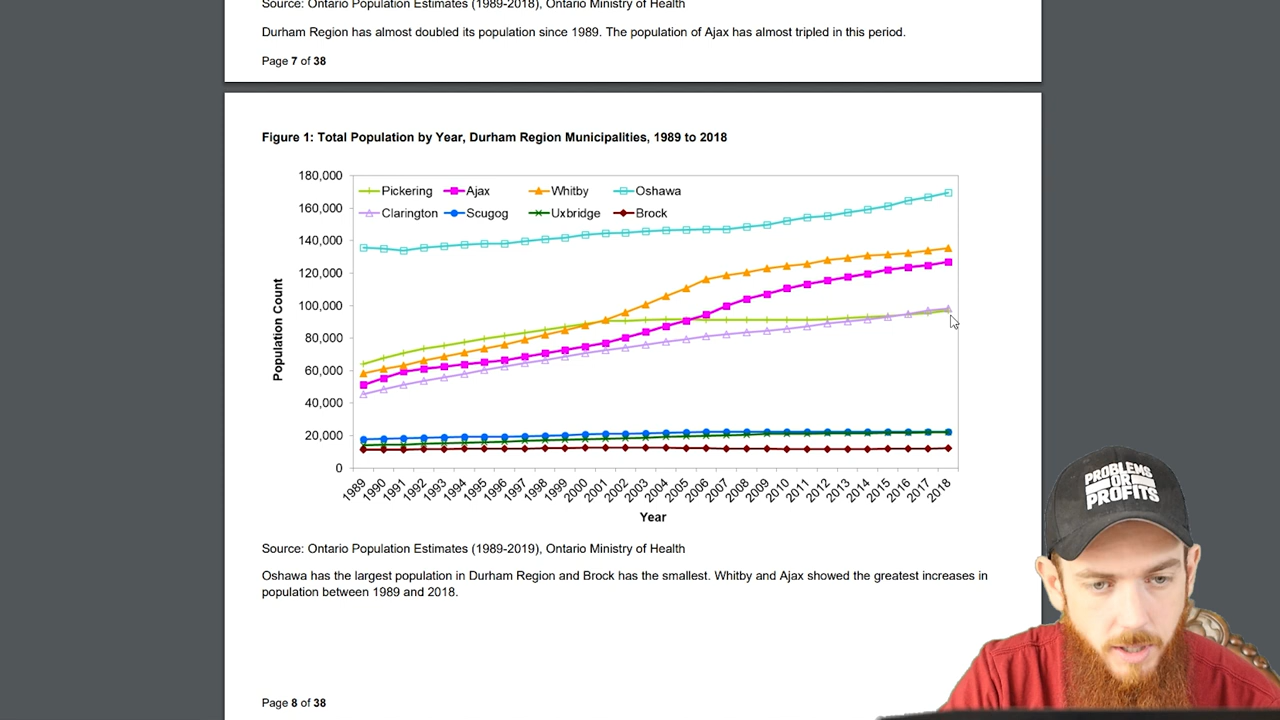 Source: Ontario Population Estimates (1989-2018), Ontario Ministry of Health
Durham Region has almost doubled its population since 1989. The population of Ajax has almost tripled in this period.
Page 7 of 38
Figure 1: Total Population by Year, Durham Region Municipalities, 1989 to 2018
180,000
160,000
140,000
120,000
100,000
80,000
60,000
40,000
20,000
0
Population Count
Pickering Ajax Whitby Oshawa
Clarington Scugog Uxbridge Brock
1989 1990 1991 1992 1993 1994 1995 1996 1997 1998 1999 2000 2001 2002 2003 2004 2005 2006 2007 2008 2009 2010 2011 2012 2013 2014 2015 2016 2017 2018
Year
Source: Ontario Population Estimates (1989-2019), Ontario Ministry of Health
Oshawa has the largest population in Durham Region and Brock has the smallest. Whitby and Ajax showed the greatest increases in
population between 1989 and 2018.
Page 8 of 38
PROBLEMS
OR
PROFITS